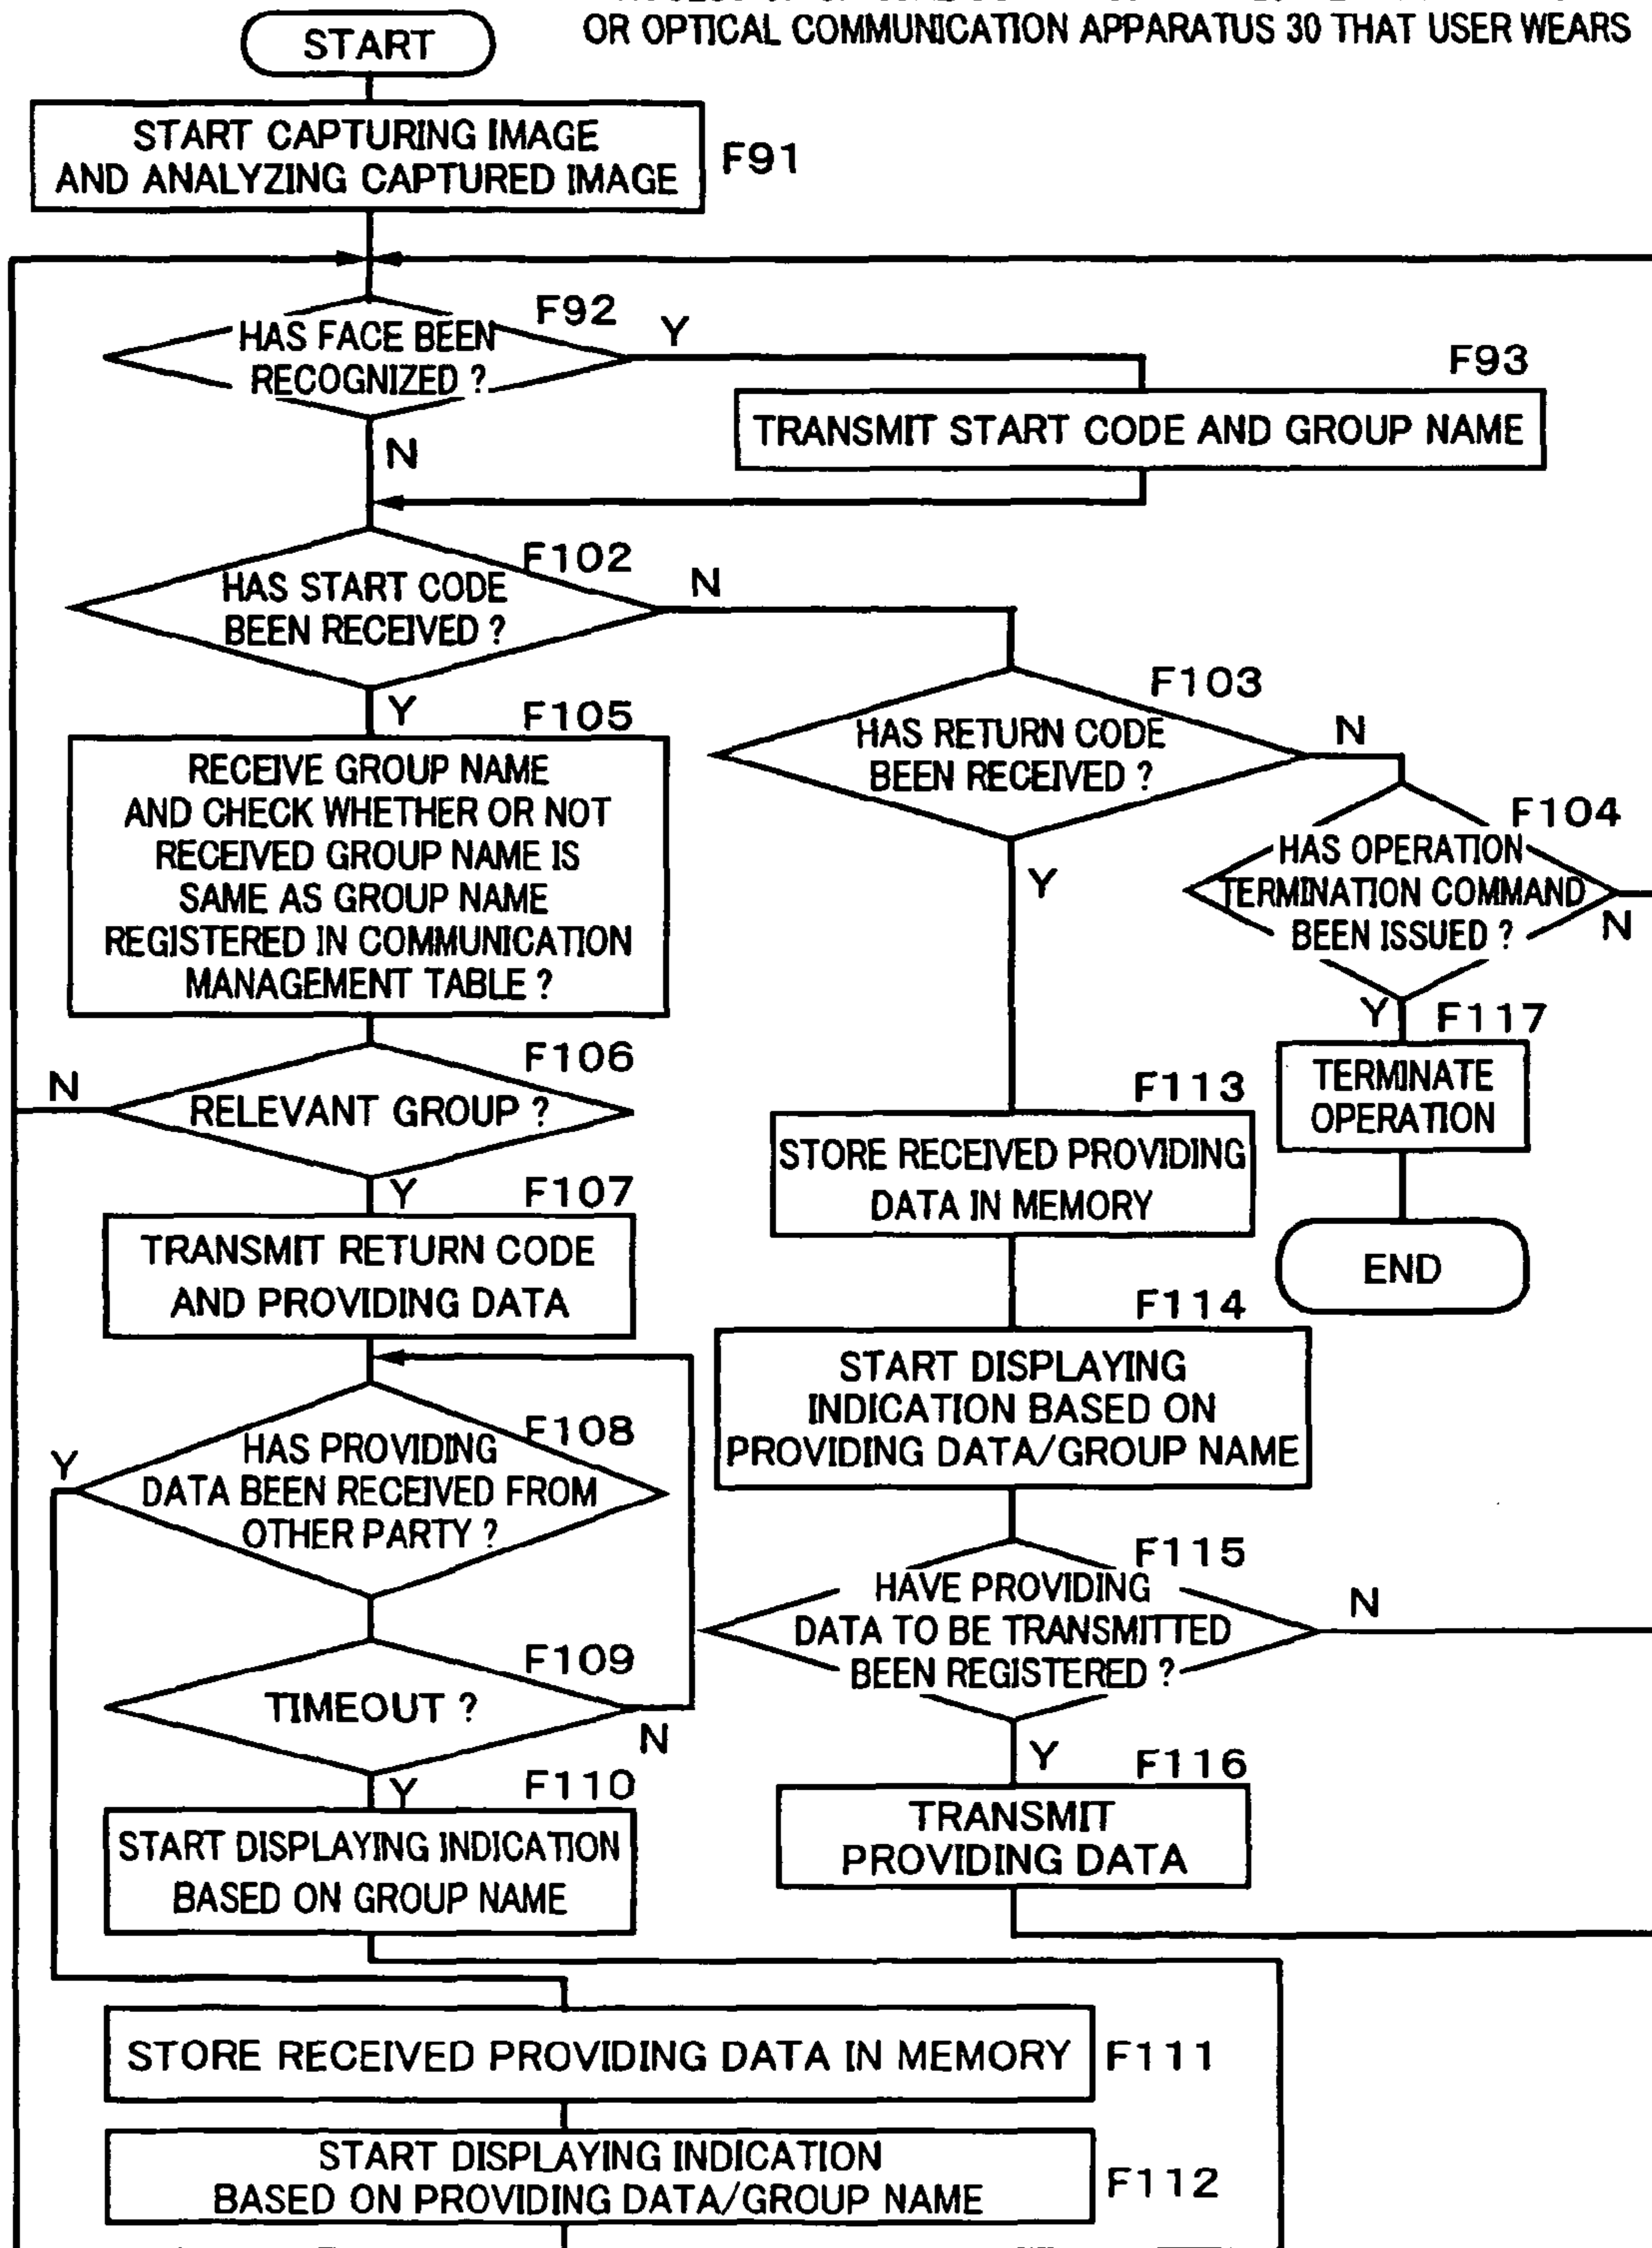 OR OPTICAL COMMUNICATION APPARATUS 30 THAT USER WEARS
START
START CAPTURING IMAGE
AND ANALYZING CAPTURED IMAGE
F91
F92
HAS FACE BEEN
RECOGNIZED ?
Y
N
F93
TRANSMIT START CODE AND GROUP NAME
F102
HAS START CODE
BEEN RECEIVED ?
N
Y
F105
RECEIVE GROUP NAME
AND CHECK WHETHER OR NOT
RECEIVED GROUP NAME IS
SAME AS GROUP NAME
REGISTERED IN COMMUNICATION
MANAGEMENT TABLE ?
F103
HAS RETURN CODE
BEEN RECEIVED ?
N
Y
F104
HAS OPERATION
TERMINATION COMMAND
BEEN ISSUED ?
N
Y
F117
TERMINATE
OPERATION
END
F106
RELEVANT GROUP ?
N
Y
F107
TRANSMIT RETURN CODE
AND PROVIDING DATA
F113
STORE RECEIVED PROVIDING
DATA IN MEMORY
F114
START DISPLAYING
INDICATION BASED ON
PROVIDING DATA/GROUP NAME
F108
HAS PROVIDING
DATA BEEN RECEIVED FROM
OTHER PARTY ?
Y
F109
TIMEOUT ?
N
Y
F110
START DISPLAYING INDICATION
BASED ON GROUP NAME
F115
HAVE PROVIDING
DATA TO BE TRANSMITTED
BEEN REGISTERED ?
N
Y
F116
TRANSMIT
PROVIDING DATA
STORE RECEIVED PROVIDING DATA IN MEMORY
F111
START DISPLAYING INDICATION
BASED ON PROVIDING DATA/GROUP NAME
F112